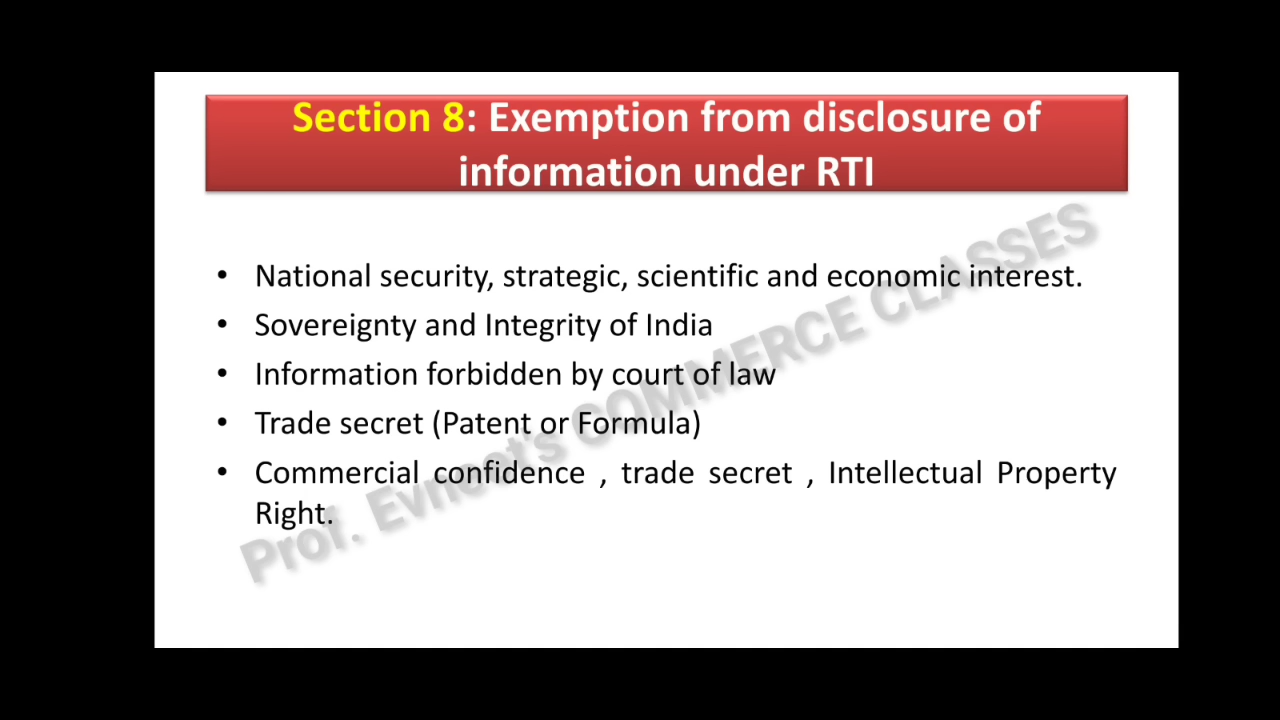 Section 8: Exemption from disclosure of
information under RTI
• National security, strategic, scientific and economic interest.
• Sovereignty and Integrity of India
• Information forbidden by court of law
• Trade secret (Patent or Formula)
• Commercial confidence , trade secret , Intellectual Property
Right.
Prof. Evneet's COMMERCE CLASSES